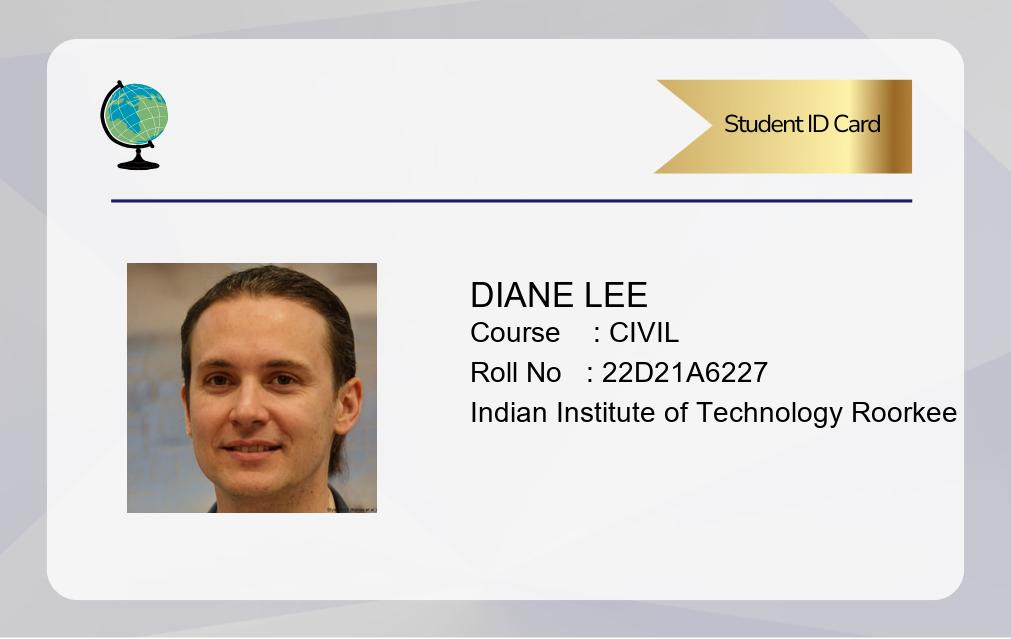 Student ID Card
DIANE LEE
Course : CIVIL
Roll No : 22D21A6227
Indian Institute of Technology Roorkee